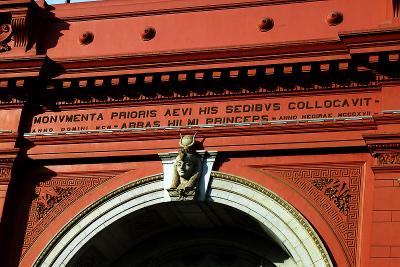 MONVMENTA PRIORIS AEVI HIS SEDIBVS COLLOCAVIT
ANNO DOMINI MCM ABBAS HILMI PRINCEPS ANNO HEGIRAE MCCCXVII